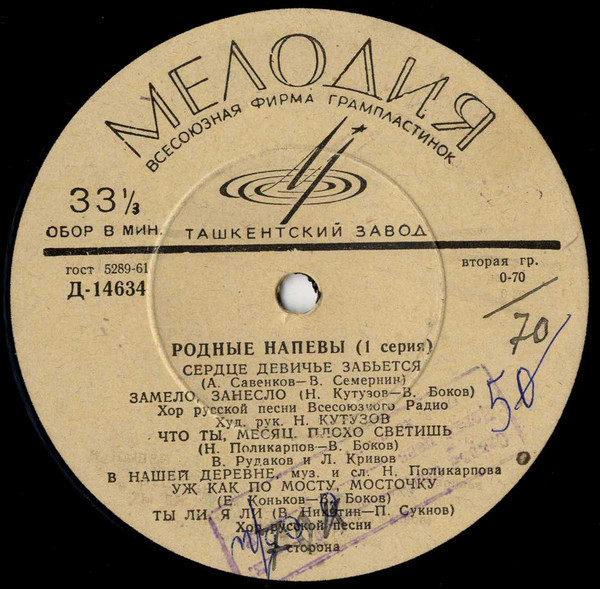 МЕЛОДИЯ
ВСЕСОЮЗНАЯ ФИРМА ГРАМПЛАСТИНОК
33 1/3
ОБОР В МИН.
ТАШКЕНТСКИЙ ЗАВОД
гост 5289-61
Д-14634
вторая гр.
0-70
70
50
РОДНЫЕ НАПЕВЫ (1 серия)
СЕРДЦЕ ДЕВИЧЬЕ ЗАБЬЕТСЯ
(А. Савенков—В. Семернин)
ЗАМЕЛО, ЗАНЕСЛО (Н. Кутузов—В. Боков)
Хор русской песни Всесоюзного Радио
Худ. рук. Н. КУТУЗОВ
ЧТО ТЫ, МЕСЯЦ, ПЛОХО СВЕТИШЬ
(Н. Поликарпов—В. Боков)
В. Рудаков и Л. Кривов
В НАШЕЙ ДЕРЕВНЕ, муз. и сл. Н. Поликарпова
УЖ КАК ПО МОСТУ, МОСТОЧКУ
(Е. Коньков—В. Боков)
ТЫ ЛИ, Я ЛИ (В. Никитин—П. Сукнов)
Хор русской песни
сторона